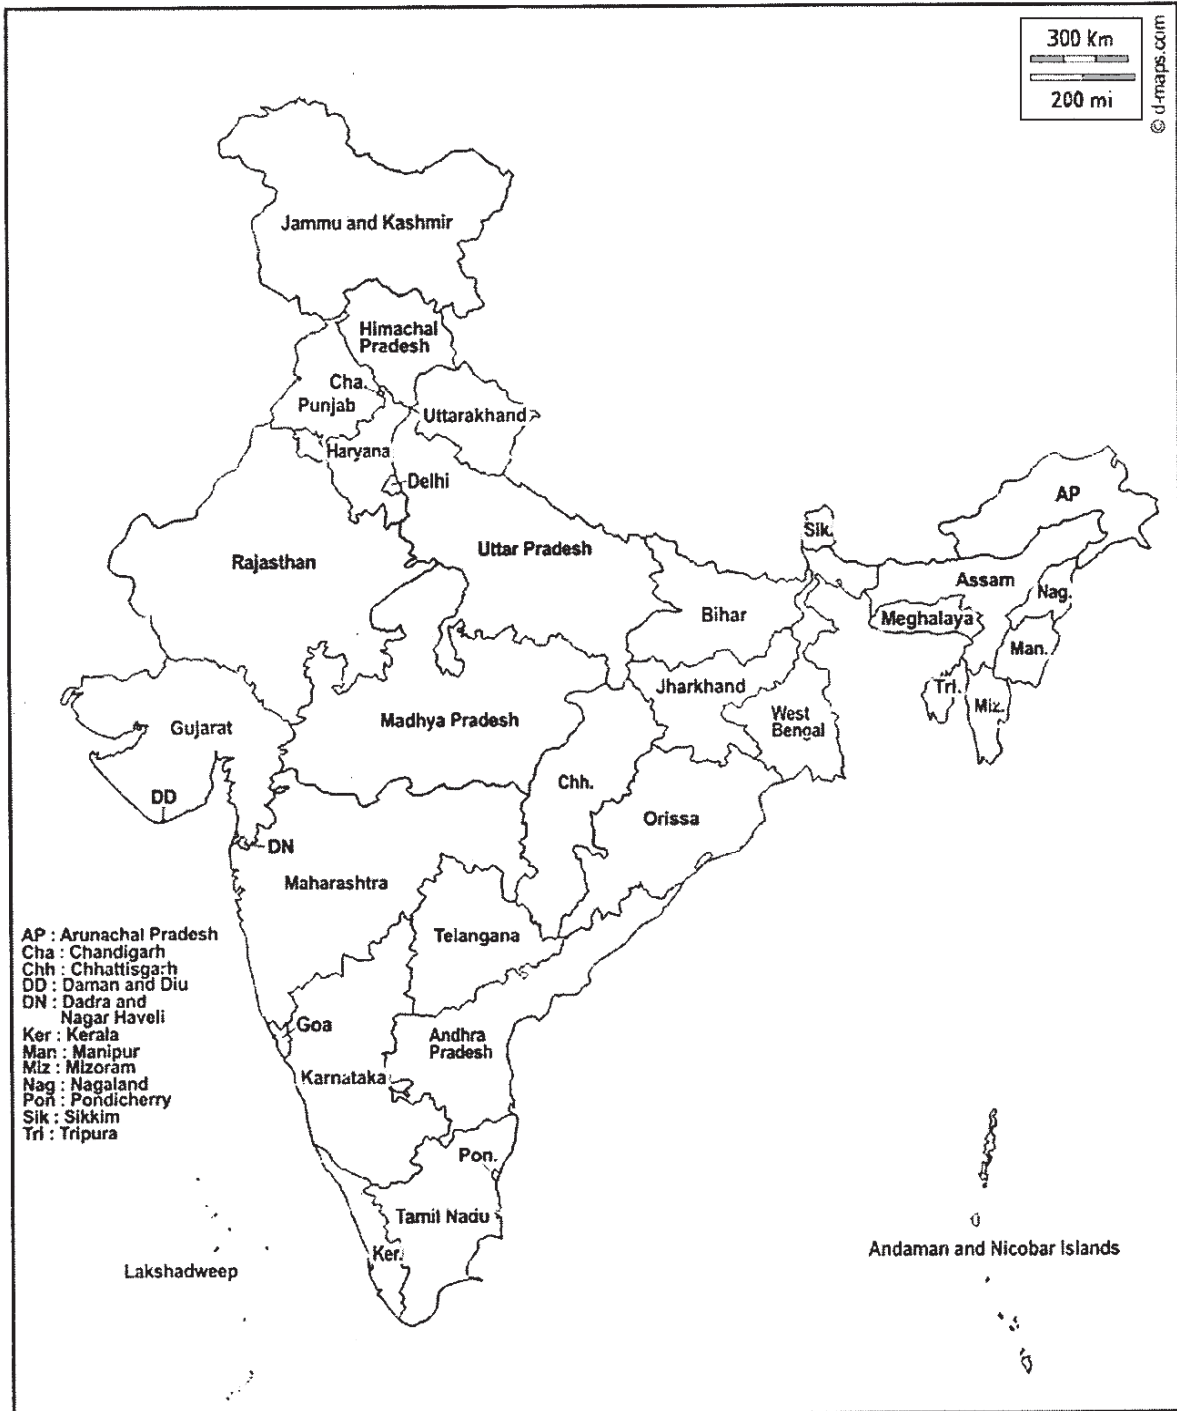 300 Km
200 mi
© d-maps.com
Jammu and Kashmir
Himachal
Pradesh
Cha.
Punjab
Uttarakhand
Haryana
Delhi
AP
Sik.
Rajasthan
Uttar Pradesh
Assam
Nag.
Bihar
Meghalaya
Man.
Jharkhand
Tri.
Miz.
Gujarat
Madhya Pradesh
West
Bengal
Chh.
DD
Orissa
DN
Maharashtra
Telangana
AP : Arunachal Pradesh
Cha : Chandigarh
Chh : Chhattisgarh
DD : Daman and Diu
DN : Dadra and
Nagar Haveli
Ker : Kerala
Man : Manipur
Miz : Mizoram
Nag : Nagaland
Pon : Pondicherry
Sik : Sikkim
Tri : Tripura
Goa
Andhra
Pradesh
Karnataka
Pon.
Tamil Nadu
Ker.
Lakshadweep
Andaman and Nicobar Islands